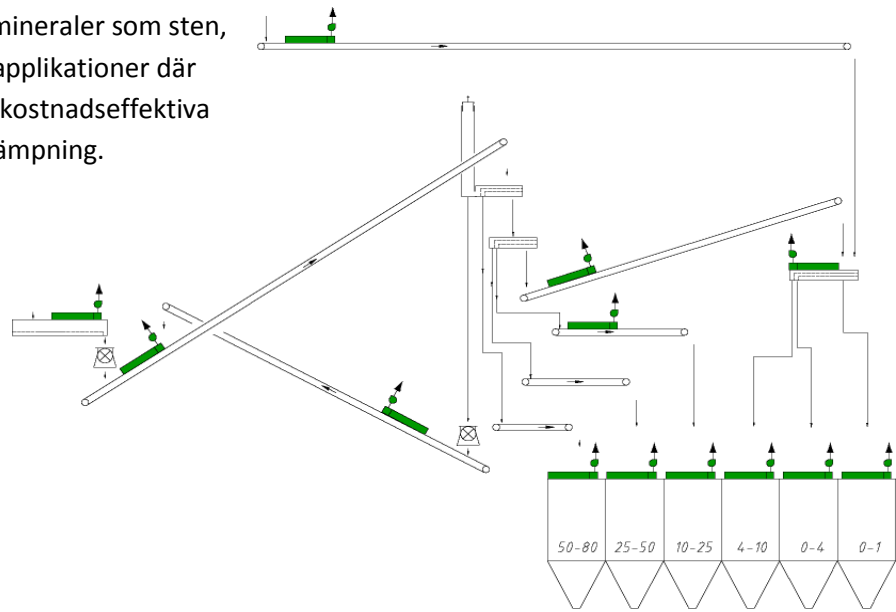 mineraler som sten,
applikationer där
kostnadseffektiva
ämpning.
50-80 25-50 10-25 4-10 0-4 0-1